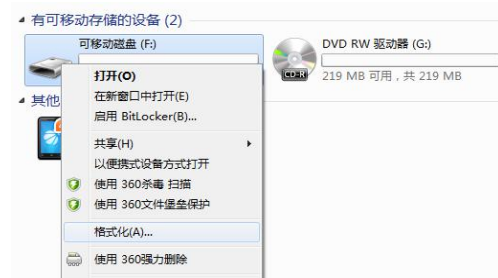 有可移动存储的设备 (2)
可移动磁盘 (F:)
DVD RW 驱动器 (G:)
CD-R
219 MB 可用，共 219 MB
打开(O)
在新窗口中打开(E)
启用 BitLocker(B)...
其他
共享(H)
以便携式设备方式打开
使用 360杀毒 扫描
使用 360文件堡垒保护
格式化(A)...
使用 360强力删除